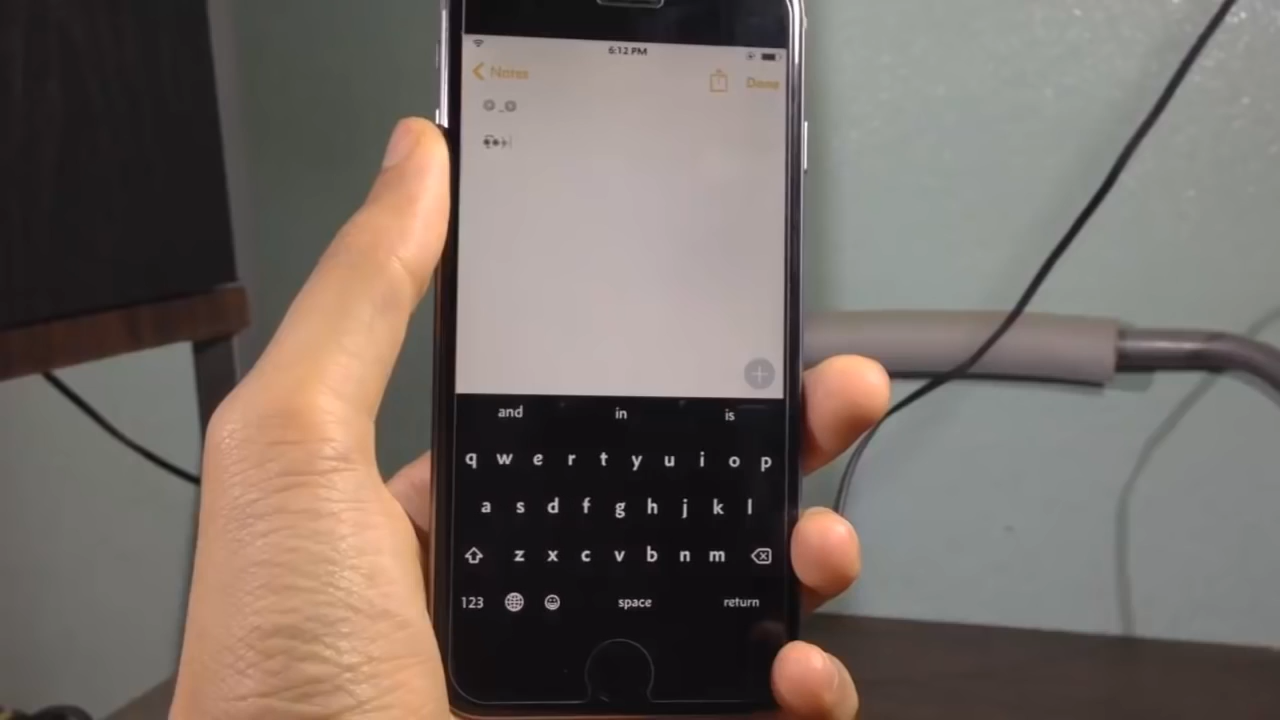 6:12 PM
Notes
Done
and in is
q w e r t y u i o p
a s d f g h j k l
z x c v b n m
123 space return